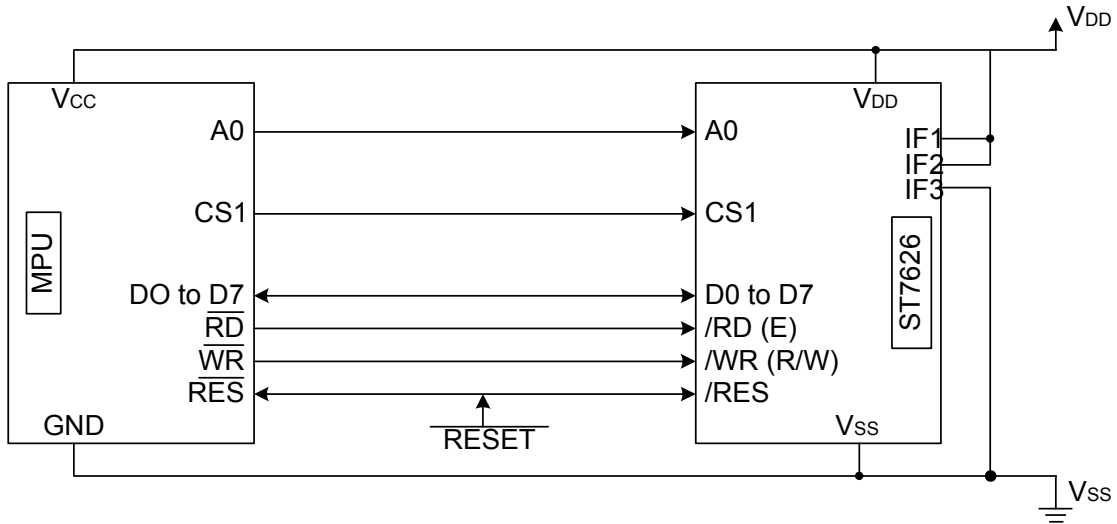 VDD
VCC
VDD
A0
A0
IF1
IF2
IF3
CS1
CS1
MPU
ST7626
DO to D7
D0 to D7
RD
/RD (E)
WR
/WR (R/W)
RES
/RES
GND
RESET
VSS
VSS